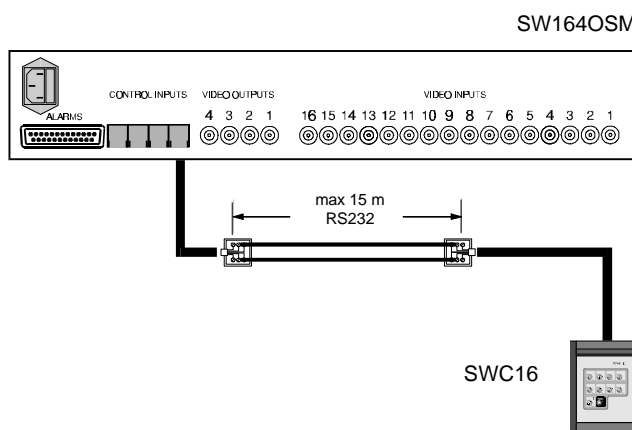 SW164OSM
CONTROL INPUTS VIDEO OUTPUTS VIDEO INPUTS
ALARMS
4 3 2 1 16 15 14 13 12 11 10 9 8 7 6 5 4 3 2 1
max 15 m
RS232
SWC16